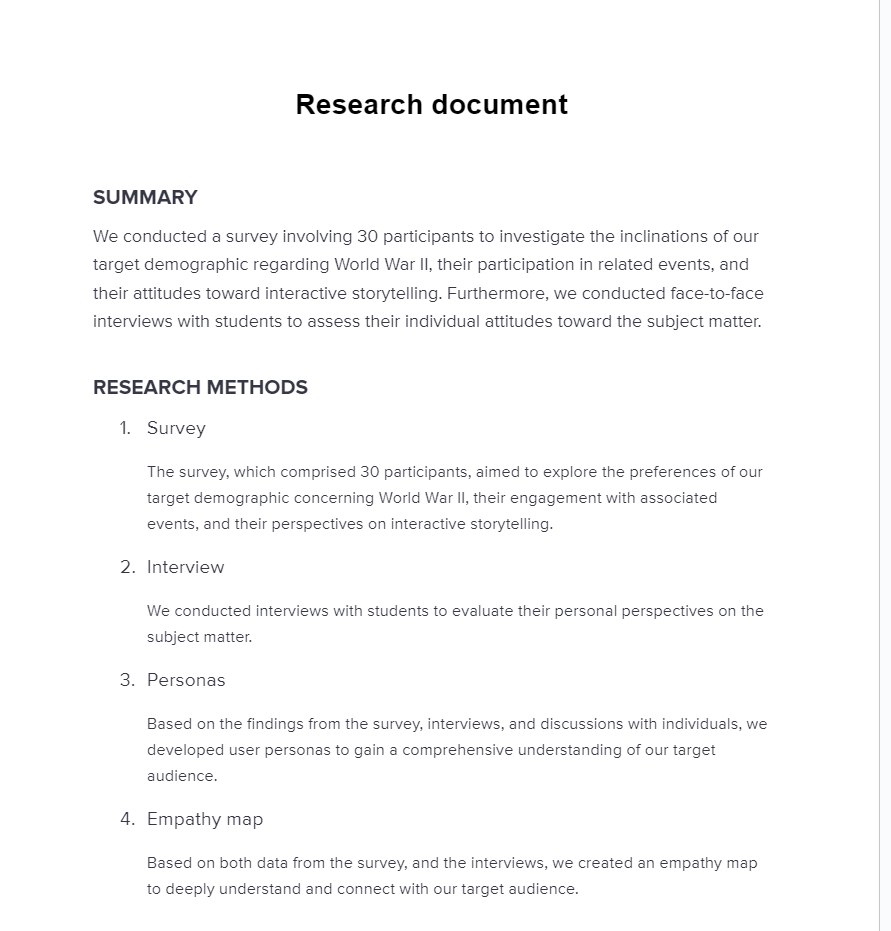 Research document
SUMMARY
We conducted a survey involving 30 participants to investigate the inclinations of our
target demographic regarding World War II, their participation in related events, and
their attitudes toward interactive storytelling. Furthermore, we conducted face-to-face
interviews with students to assess their individual attitudes toward the subject matter.
RESEARCH METHODS
1. Survey
The survey, which comprised 30 participants, aimed to explore the preferences of our
target demographic concerning World War II, their engagement with associated
events, and their perspectives on interactive storytelling.
2. Interview
We conducted interviews with students to evaluate their personal perspectives on the
subject matter.
3. Personas
Based on the findings from the survey, interviews, and discussions with individuals, we
developed user personas to gain a comprehensive understanding of our target
audience.
4. Empathy map
Based on both data from the survey, and the interviews, we created an empathy map
to deeply understand and connect with our target audience.